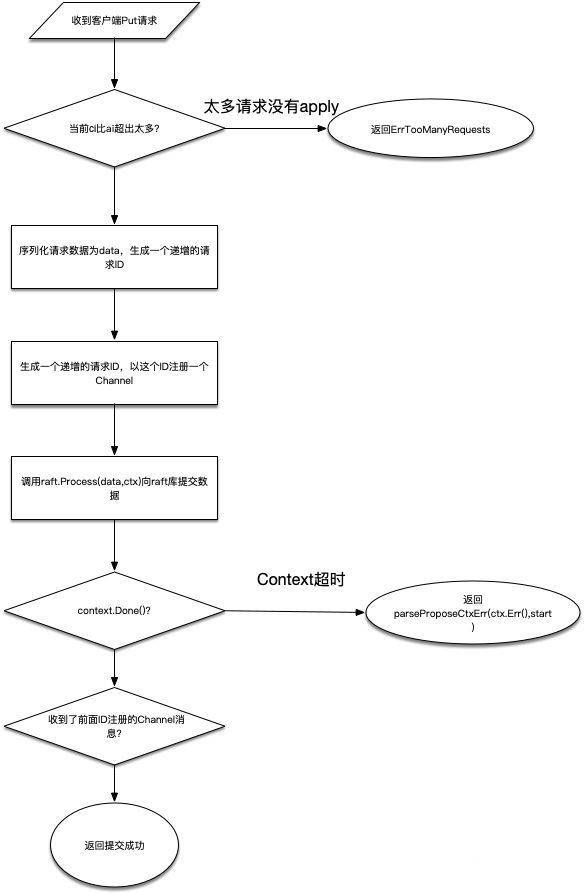 收到客户端Put请求
当前ci比ai超出太多?
太多请求没有apply
返回ErrTooManyRequests
序列化请求数据为data，生成一个递增的请
求ID
生成一个递增的请求ID，以这个ID注册一个
Channel
调用raft.Process(data,ctx)向raft库提交数
据
context.Done()?
Context超时
返回
parseProposeCtxErr(ctx.Err(),start
)
收到了前面ID注册的Channel消
息?
返回提交成功